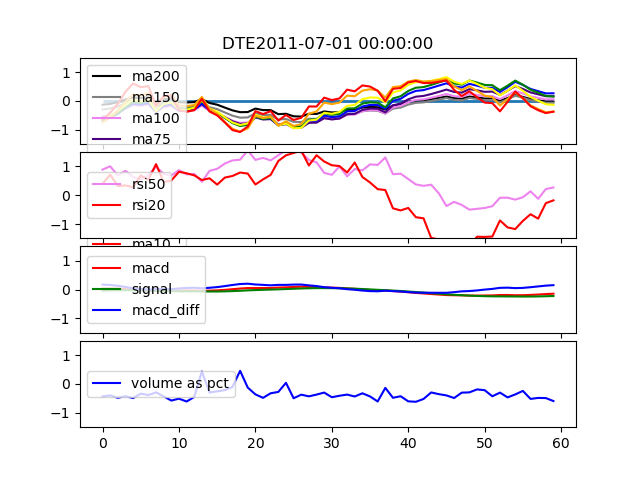 DTE2011-07-01 00:00:00
1
0
−1
ma200
ma150
ma100
ma75
1
0
−1
rsi50
rsi20
ma10
1
0
−1
macd
signal
macd_diff
1
0
−1
volume as pct
0 10 20 30 40 50 60